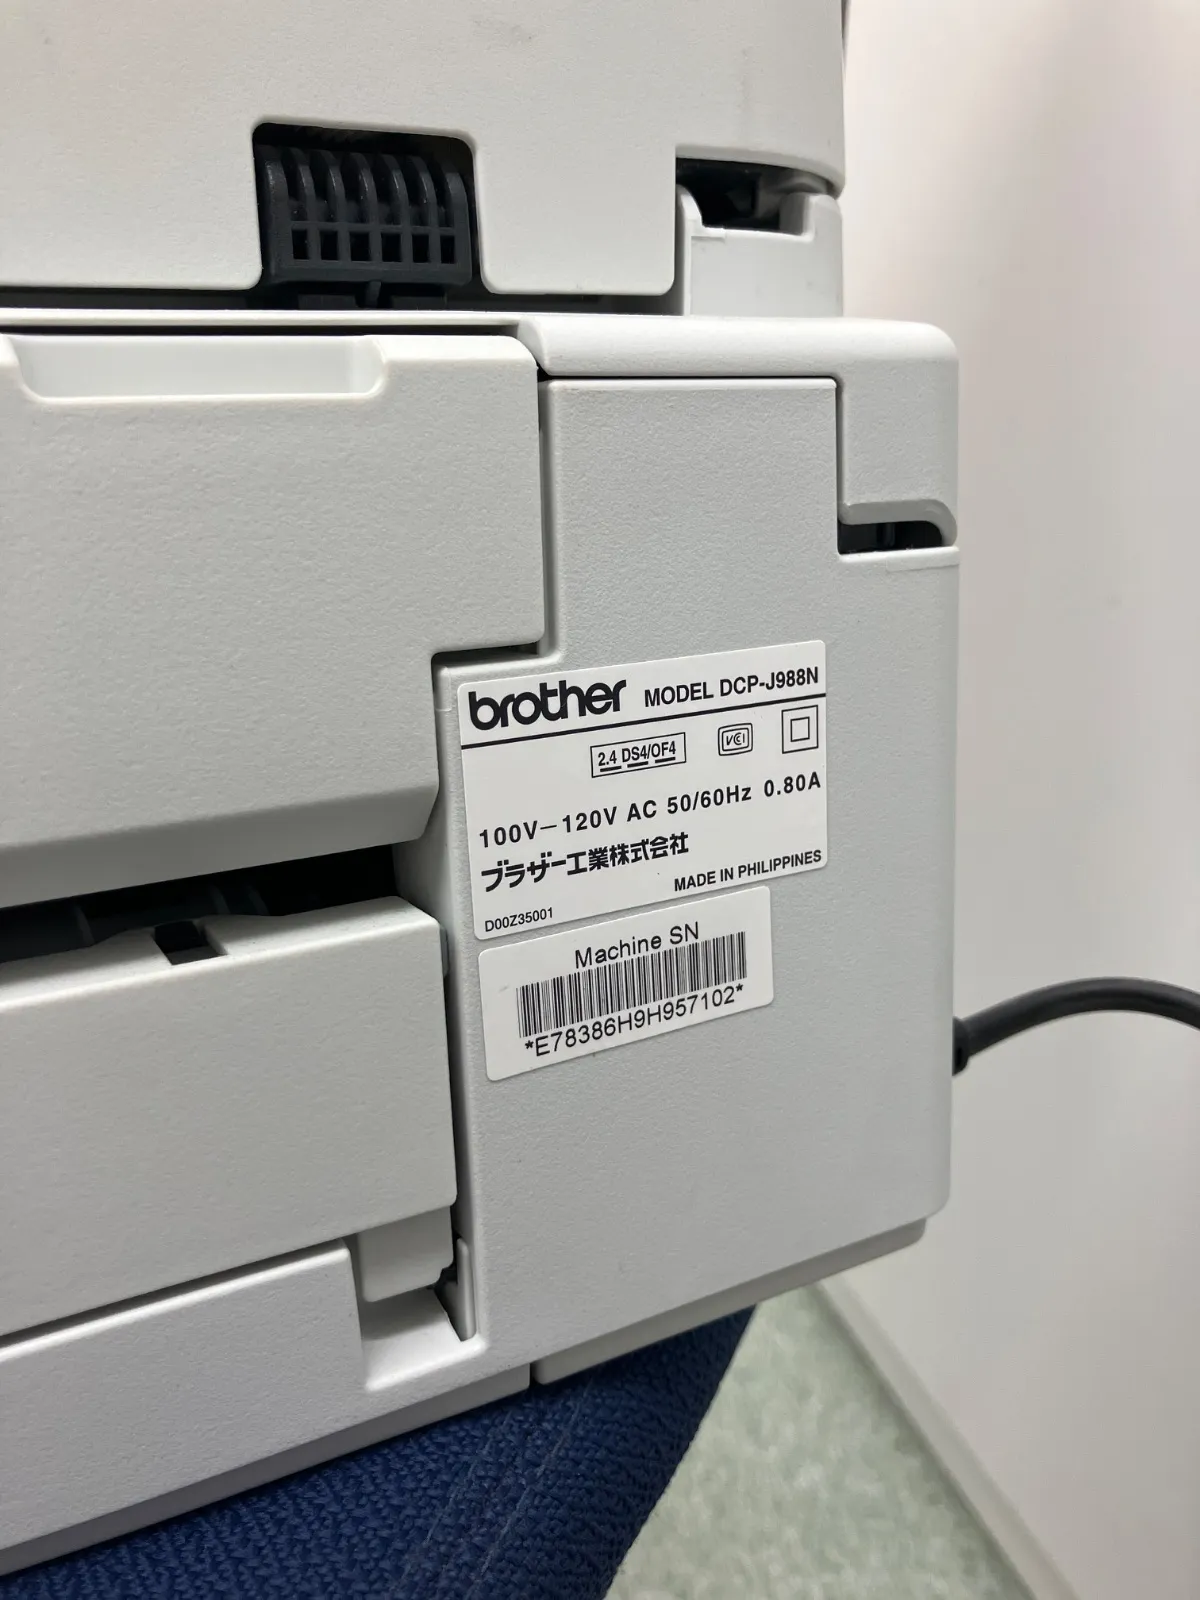 brother MODEL DCP-J988N
2.4 DS4/OF4 VCI
100V-120V AC 50/60Hz 0.80A
ブラザー工業株式会社
MADE IN PHILIPPINES
D00Z35001
Machine SN
*E78386H9H957102*